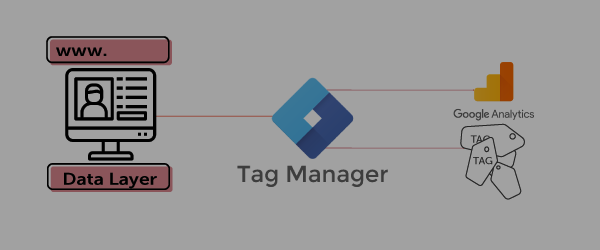 www.
Data Layer
Tag Manager
Google Analytics
TAG
TAG